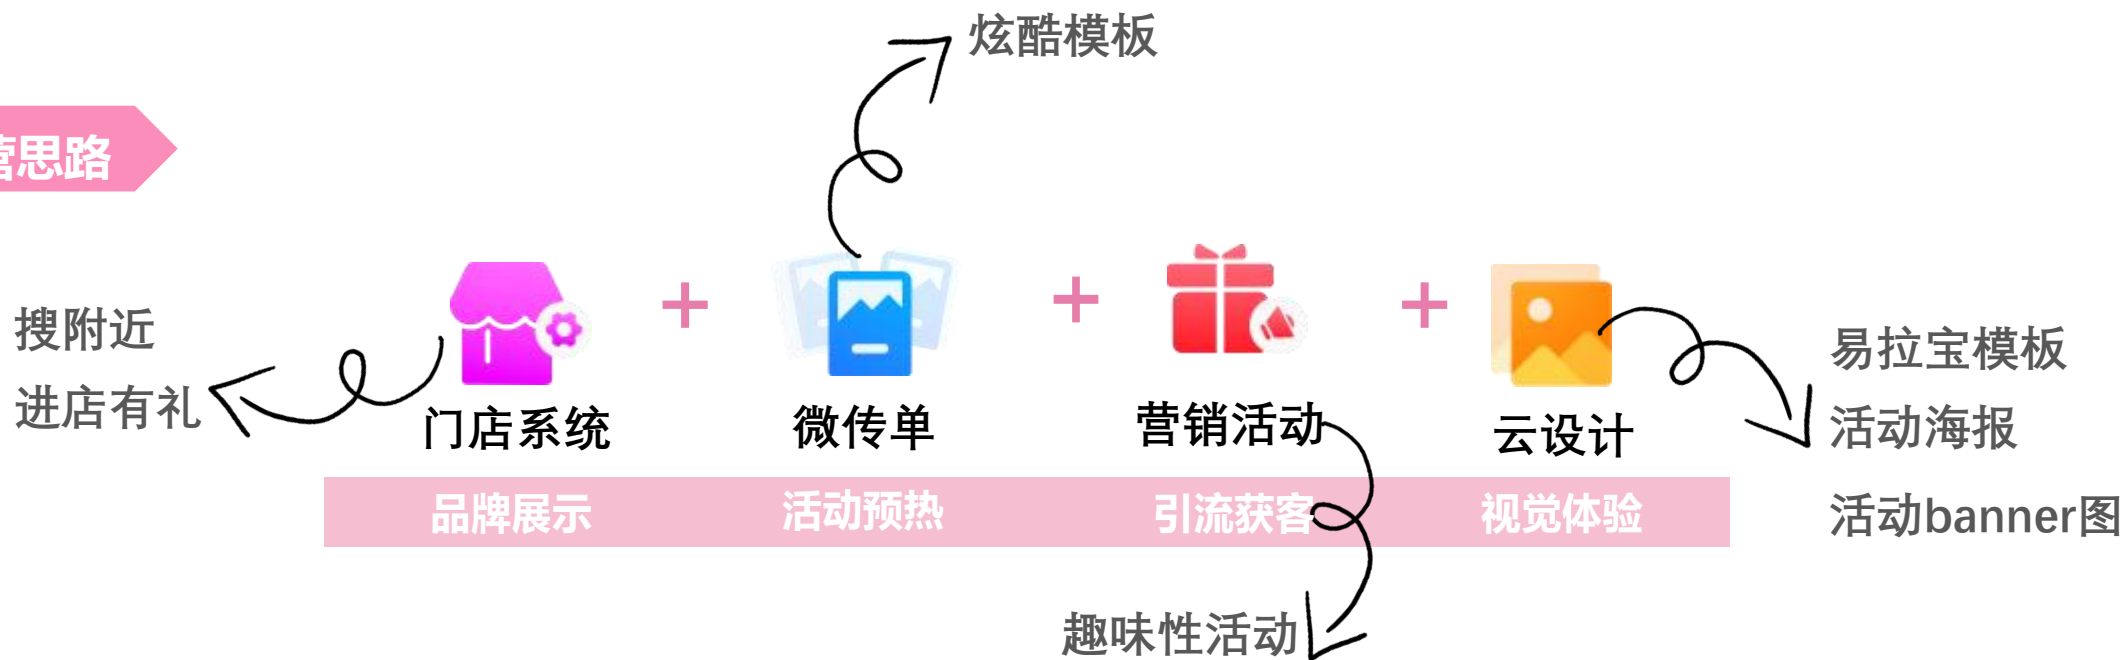 炫酷模板
营思路
搜附近
进店有礼
门店系统
微传单
营销活动
云设计
品牌展示
活动预热
引流获客
视觉体验
易拉宝模板
活动海报
活动banner图
趣味性活动